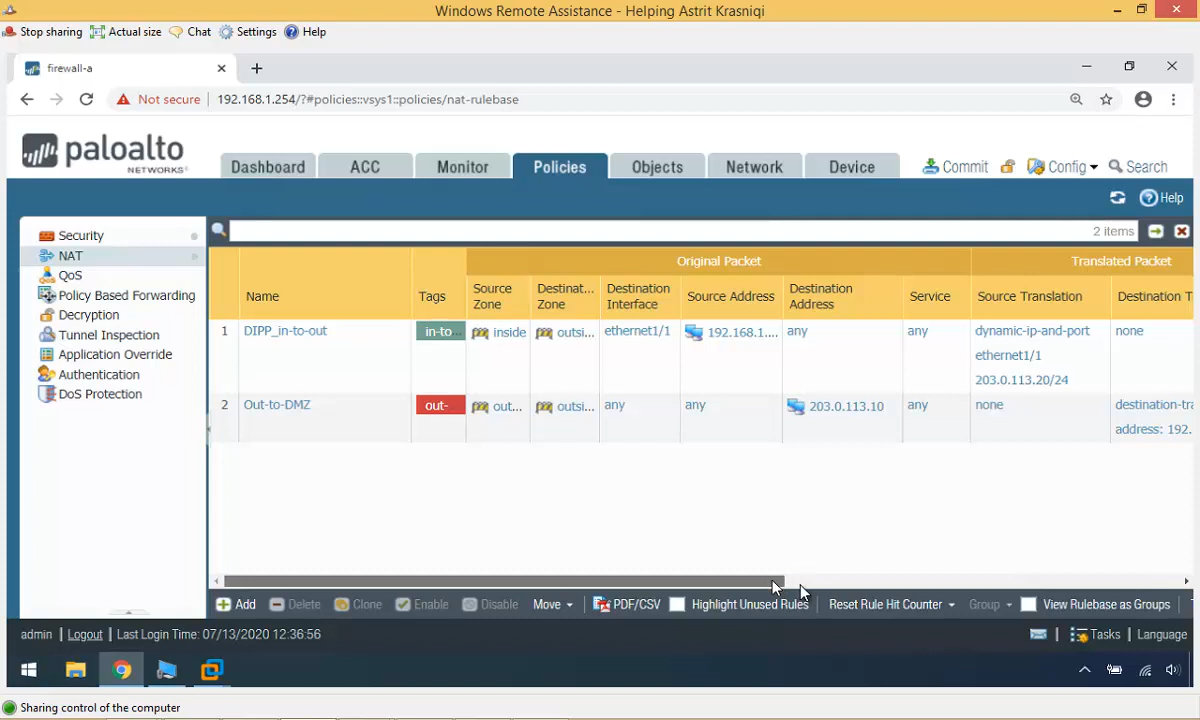 Windows Remote Assistance - Helping Astrit Krasniqi
Stop sharing Actual size Chat Settings Help
firewall-a
Not secure 192.168.1.254/?#policies::vsys1::policies/nat-rulebase
paloalto
NETWORKS
Dashboard ACC Monitor Policies Objects Network Device Commit Config Search
Help
Security
NAT
QoS
Policy Based Forwarding
Decryption
Tunnel Inspection
Application Override
Authentication
DoS Protection
2 items
Original Packet Translated Packet
Name Tags Source Zone Destinat... Zone Destination Interface Source Address Destination Address Service Source Translation Destination T
1 DIPP_in-to-out in-to inside outsi... ethernet1/1 192.168.1.... any any dynamic-ip-and-port none
ethernet1/1
203.0.113.20/24
2 Out-to-DMZ out- out... outsi... any any 203.0.113.10 any none destination-tra
address: 192.
Add Delete Clone Enable Disable Move PDF/CSV Highlight Unused Rules Reset Rule Hit Counter Group View Rulebase as Groups
admin | Logout | Last Login Time: 07/13/2020 12:36:56 | Tasks | Language
Sharing control of the computer